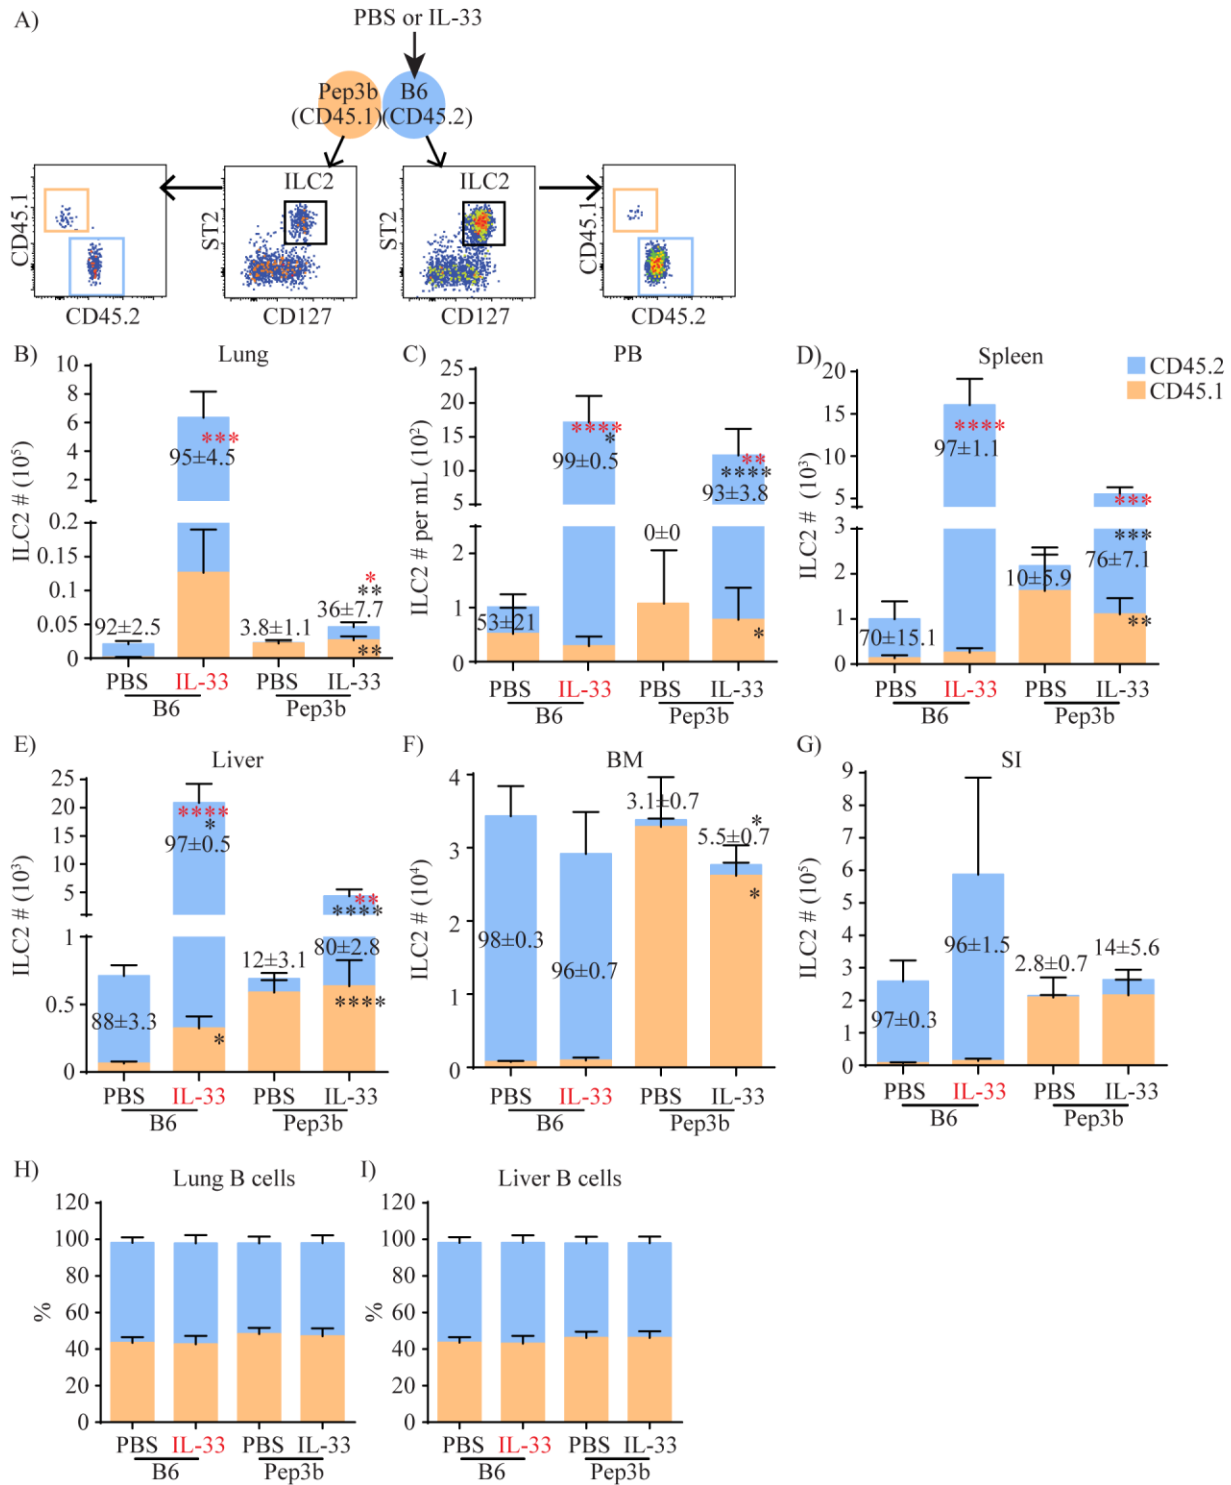 A)
PBS or IL-33
Pep3b
(CD45.1)
B6
(CD45.2)
CD45.1
CD45.2
ILC2
ST2
CD127
ILC2
ST2
CD127
CD45.1
CD45.2
B)
Lung
ILC2 # (10⁵)
10
8
6
4
2
0.2
0.15
0.1
0.05
0
92±2.5
***
95±4.5
3.8±1.1
*
**
36±7.7
**
PBS
IL-33
PBS
IL-33
B6
Pep3b
C)
PB
ILC2 # per mL (10²)
25
20
15
10
5
2
1
0
53±21
****
*
99±0.5
0±0
**
****
93±3.8
*
PBS
IL-33
PBS
IL-33
B6
Pep3b
D)
Spleen
CD45.2
CD45.1
ILC2 # (10³)
20
15
10
5
3
2
1
0
70±15.1
****
97±1.1
10±5.9
***
***
76±7.1
**
PBS
IL-33
PBS
IL-33
B6
Pep3b
E)
Liver
ILC2 # (10³)
25
20
15
10
5
1
0.5
0
88±3.3
****
*
97±0.5
*
12±3.1
**
****
80±2.8
****
PBS
IL-33
PBS
IL-33
B6
Pep3b
F)
BM
ILC2 # (10⁴)
4
3
2
1
0
98±0.3
96±0.7
3.1±0.7
*
5.5±0.7
*
PBS
IL-33
PBS
IL-33
B6
Pep3b
G)
SI
ILC2 # (10⁵)
9
8
7
6
5
4
3
2
1
0
97±0.3
96±1.5
2.8±0.7
14±5.6
PBS
IL-33
PBS
IL-33
B6
Pep3b
H)
Lung B cells
%
120
100
80
60
40
20
0
PBS
IL-33
PBS
IL-33
B6
Pep3b
I)
Liver B cells
120
100
80
60
40
20
0
PBS
IL-33
PBS
IL-33
B6
Pep3b